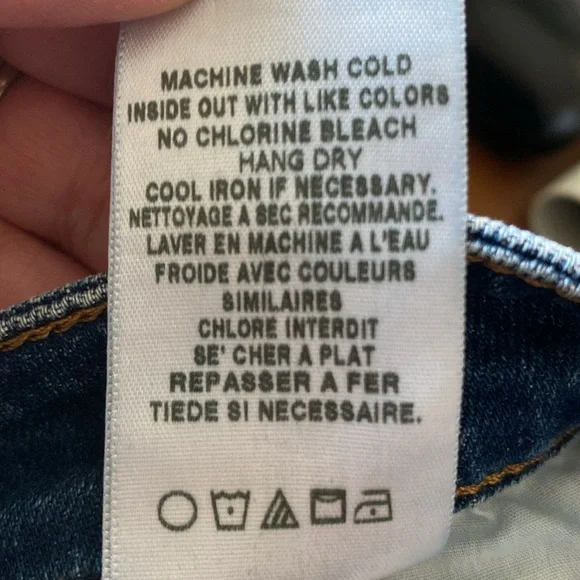 MACHINE WASH COLD
INSIDE OUT WITH LIKE COLORS
NO CHLORINE BLEACH
HANG DRY
COOL IRON IF NECESSARY.
NETTOYAGE A SEC RECOMMANDE.
LAVER EN MACHINE A L'EAU
FROIDE AVEC COULEURS
SIMILAIRES
CHLORE INTERDIT
SE' CHER A PLAT
REPASSER A FER
TIEDE SI NECESSAIRE.